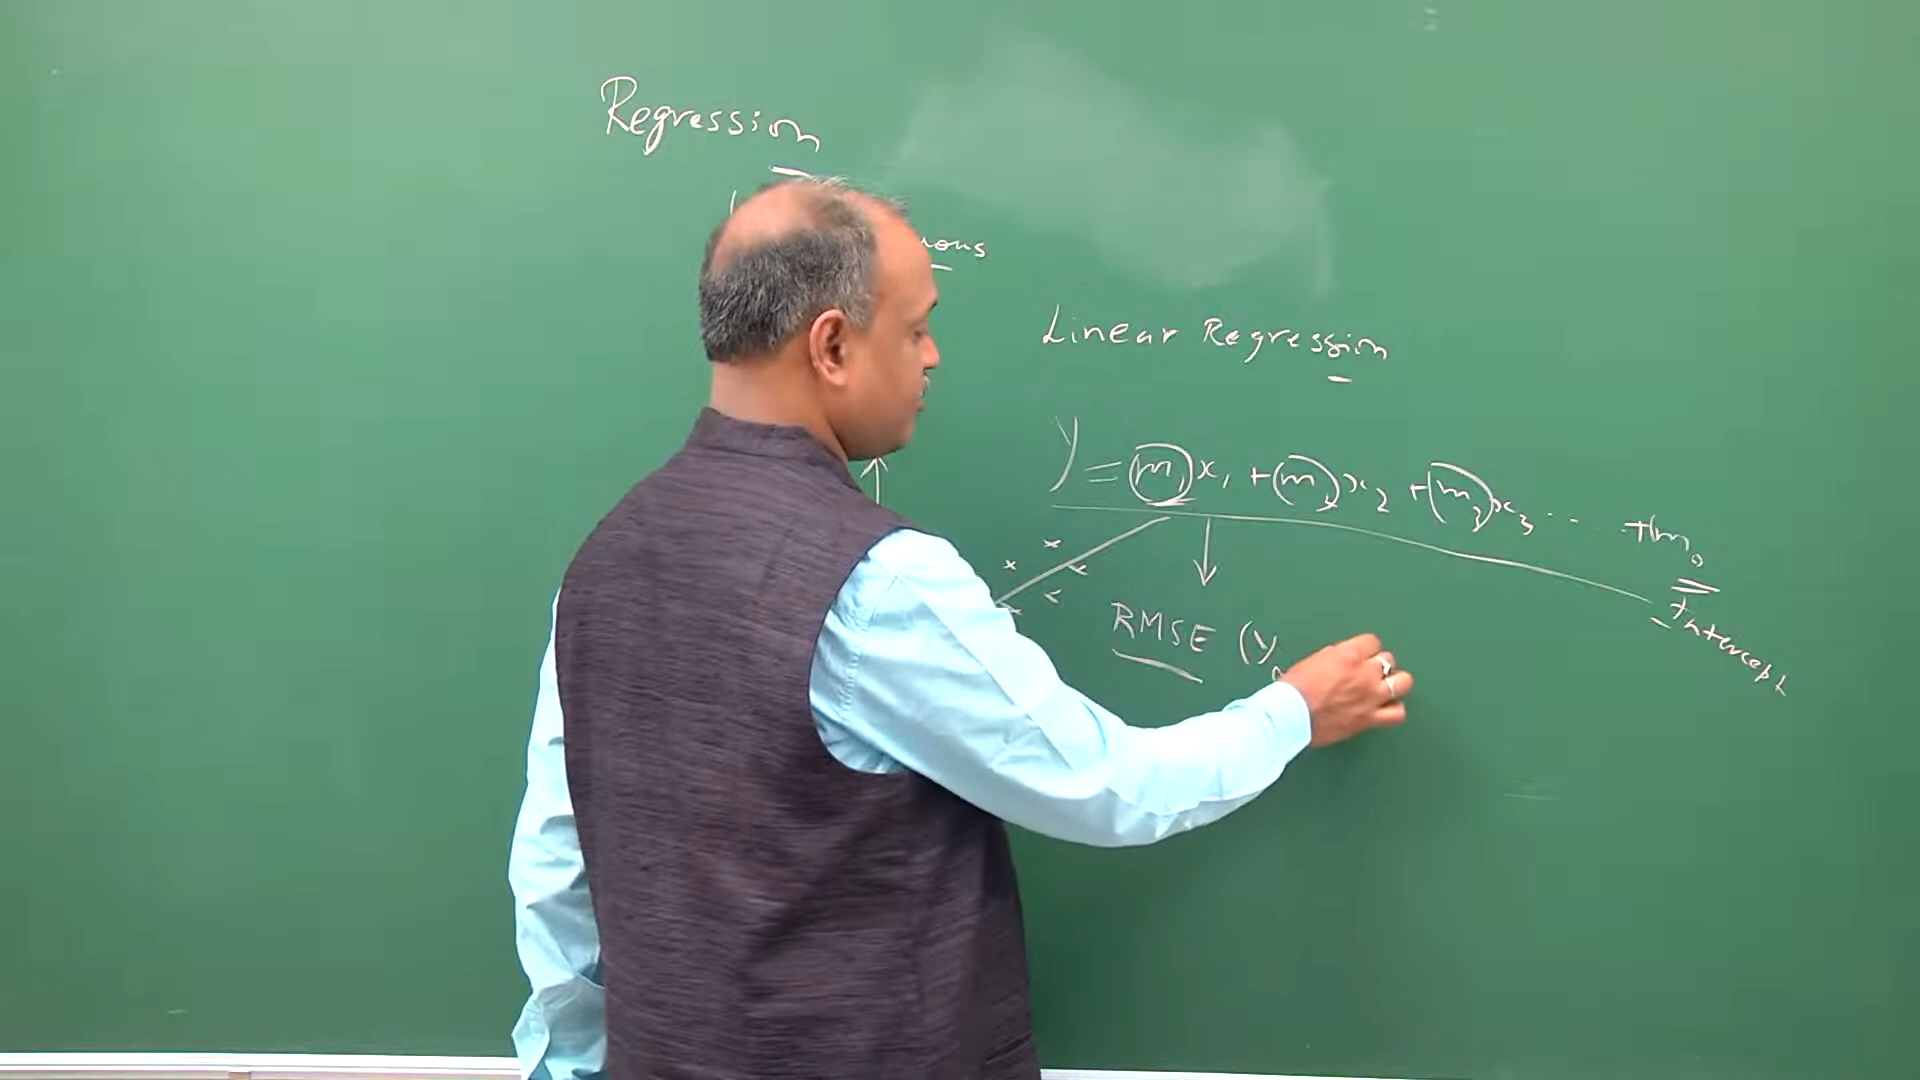 Regression
Linear Regression
y = m₁x₁ + m₂x₂ + m₃x₃ ... + m₀
Intercept
RMSE (y